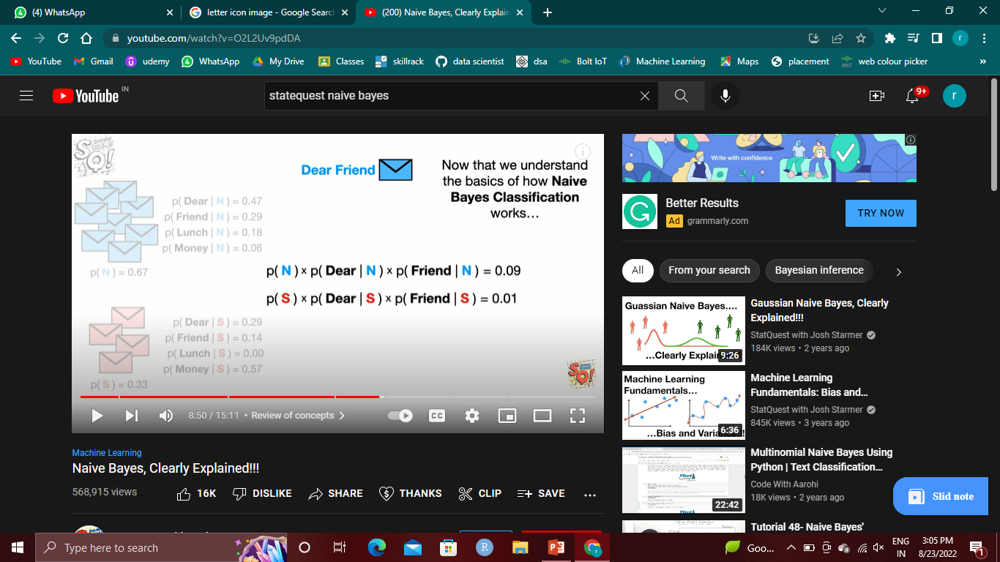 (4) WhatsApp
letter icon image - Google Search
(200) Naive Bayes, Clearly Explain
youtube.com/watch?v=O2L2Uv9pdDA
r
YouTube Gmail udemy WhatsApp My Drive Classes skillrack data scientist dsa Bolt IoT Machine Learning Maps placement web colour picker »
YouTube IN
statequest naive bayes
9+
r
Dear Friend
Now that we understand
the basics of how Naive
Bayes Classification
works…
p( Dear | N ) = 0.47
p( Friend | N ) = 0.29
p( Lunch | N ) = 0.18
p( Money | N ) = 0.06
p( N ) = 0.67
p( N ) × p( Dear | N ) × p( Friend | N ) = 0.09
p( S ) × p( Dear | S ) × p( Friend | S ) = 0.01
p( Dear | S ) = 0.29
p( Friend | S ) = 0.14
p( Lunch | S ) = 0.00
p( Money | S ) = 0.57
p( S ) = 0.33
SQ!
8:50 / 15:11 • Review of concepts
CC
Machine Learning
Naive Bayes, Clearly Explained!!!
568,915 views
16K DISLIKE SHARE THANKS CLIP SAVE
Write with confidence
Better Results
Ad grammarly.com
TRY NOW
All From your search Bayesian inference
Guassian Naive Bayes….
…Clearly Explain
9:26
Gaussian Naive Bayes, Clearly
Explained!!!
StatQuest with Josh Starmer
184K views • 2 years ago
Machine Learning
Fundamentals…
…Bias and Variance!!!
6:36
Machine Learning
Fundamentals: Bias and...
StatQuest with Josh Starmer
845K views • 3 years ago
22:42
Multinomial Naive Bayes Using
Python | Text Classification...
Code With Aarohi
18K views • 2 years ago
Slid note
Tutorial 48- Naive Bayes'
Type here to search
Goo...
ENG
IN
3:05 PM
8/23/2022
1